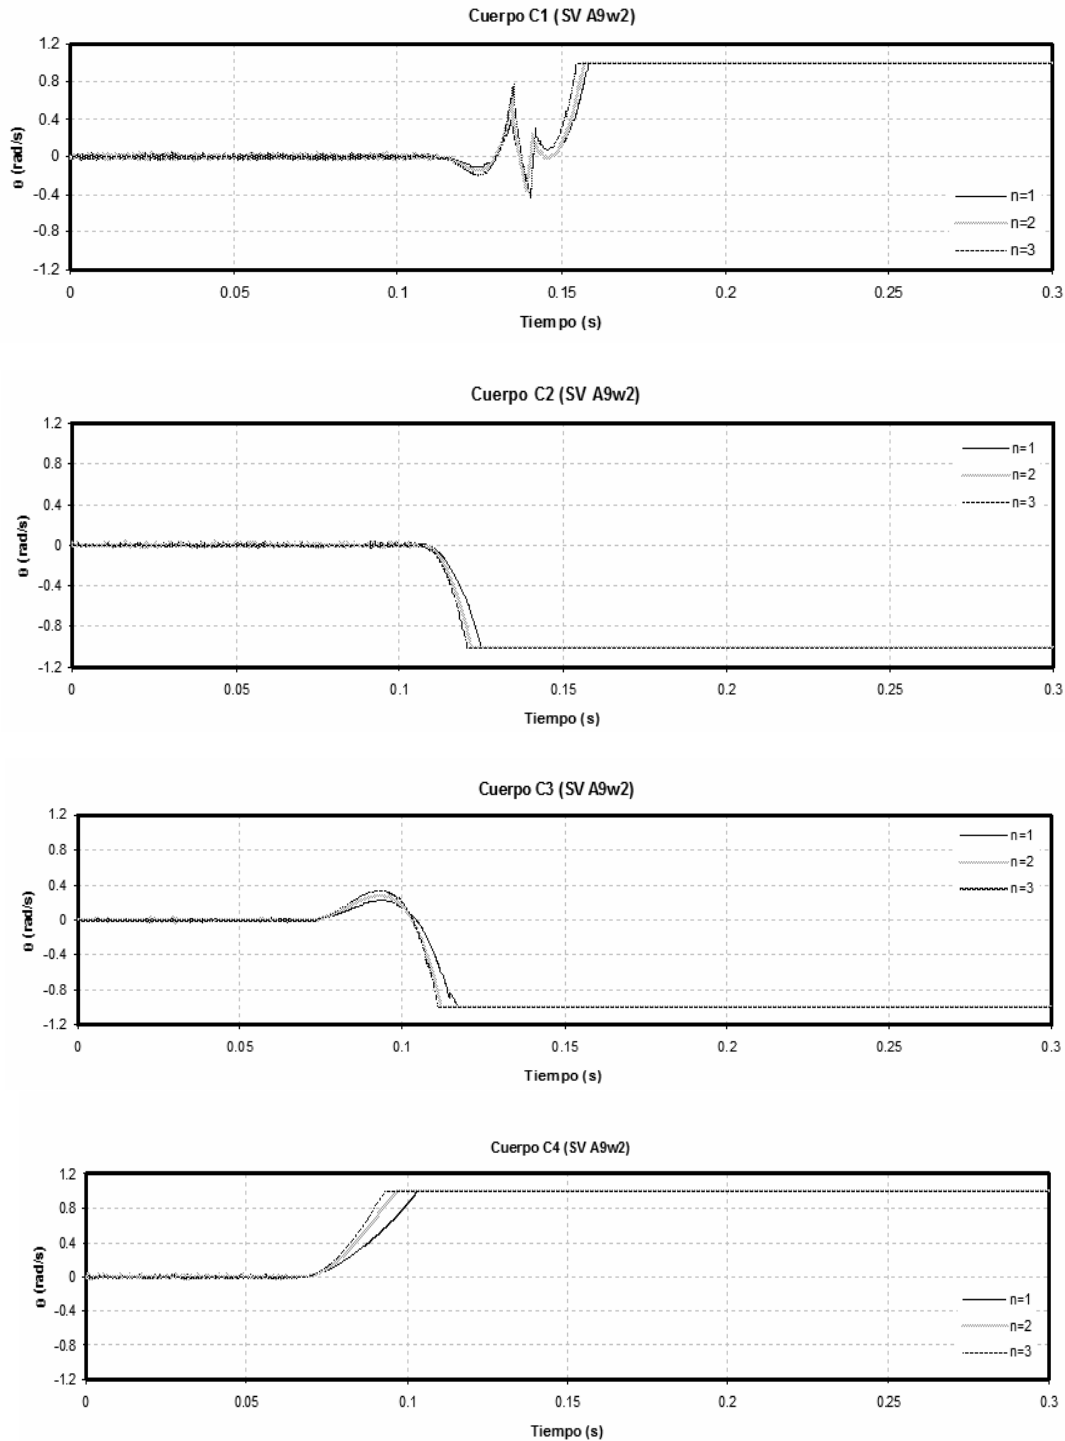 Cuerpo C1 (SV A9w2)
1.2
0.8
0.4
0
-0.4
-0.8
-1.2
θ (rad/s)
n=1
n=2
n=3
0 0.05 0.1 0.15 0.2 0.25 0.3
Tiempo (s)
Cuerpo C2 (SV A9w2)
1.2
0.8
0.4
0
-0.4
-0.8
-1.2
θ (rad/s)
n=1
n=2
n=3
0 0.05 0.1 0.15 0.2 0.25 0.3
Tiempo (s)
Cuerpo C3 (SV A9w2)
1.2
0.8
0.4
0
-0.4
-0.8
-1.2
θ (rad/s)
n=1
n=2
n=3
0 0.05 0.1 0.15 0.2 0.25 0.3
Tiempo (s)
Cuerpo C4 (SV A9w2)
1.2
0.8
0.4
0
-0.4
-0.8
-1.2
θ (rad/s)
n=1
n=2
n=3
0 0.05 0.1 0.15 0.2 0.25 0.3
Tiempo (s)